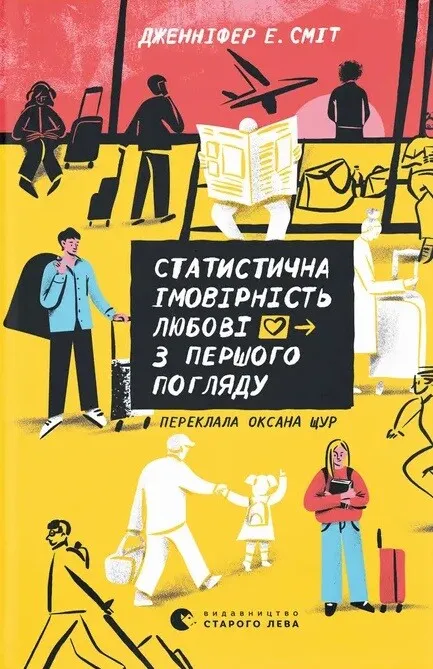 ДЖЕННІФЕР Е. СМІТ
СТАТИСТИЧНА
ІМОВІРНІСТЬ
ЛЮБОВІ
З ПЕРШОГО
ПОГЛЯДУ
ПЕРЕКЛАЛА ОКСАНА ЩУР
ВИДАВНИЦТВО
СТАРОГО ЛЕВА